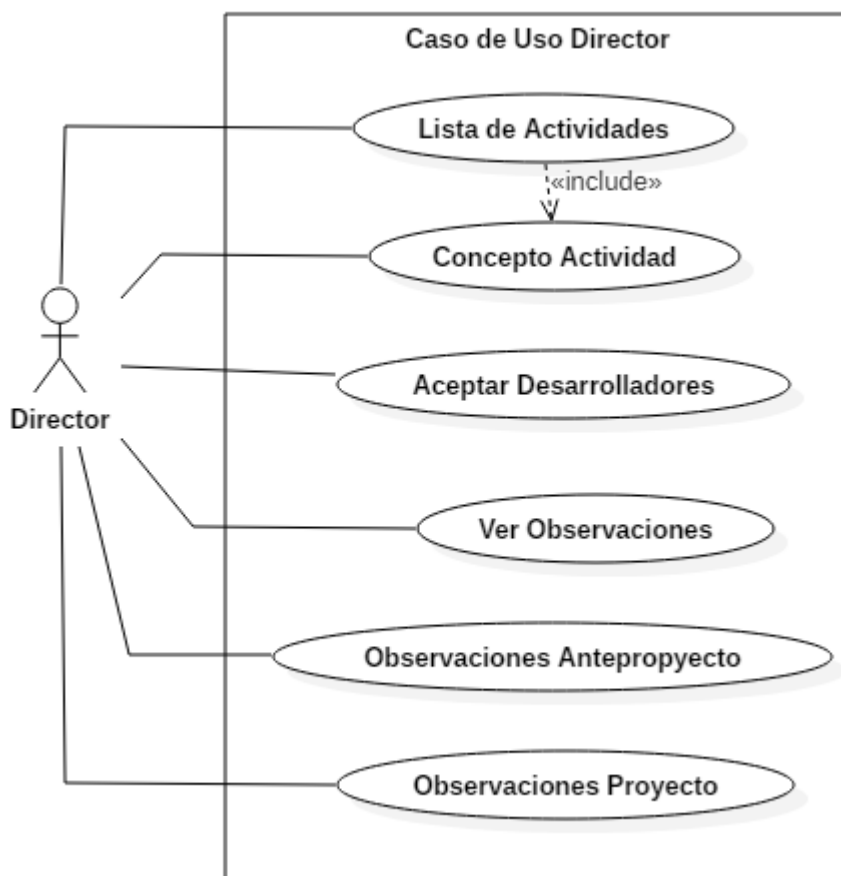 Caso de Uso Director
Lista de Actividades
«include»
Concepto Actividad
Aceptar Desarrolladores
Director
Ver Observaciones
Observaciones Antepropyecto
Observaciones Proyecto